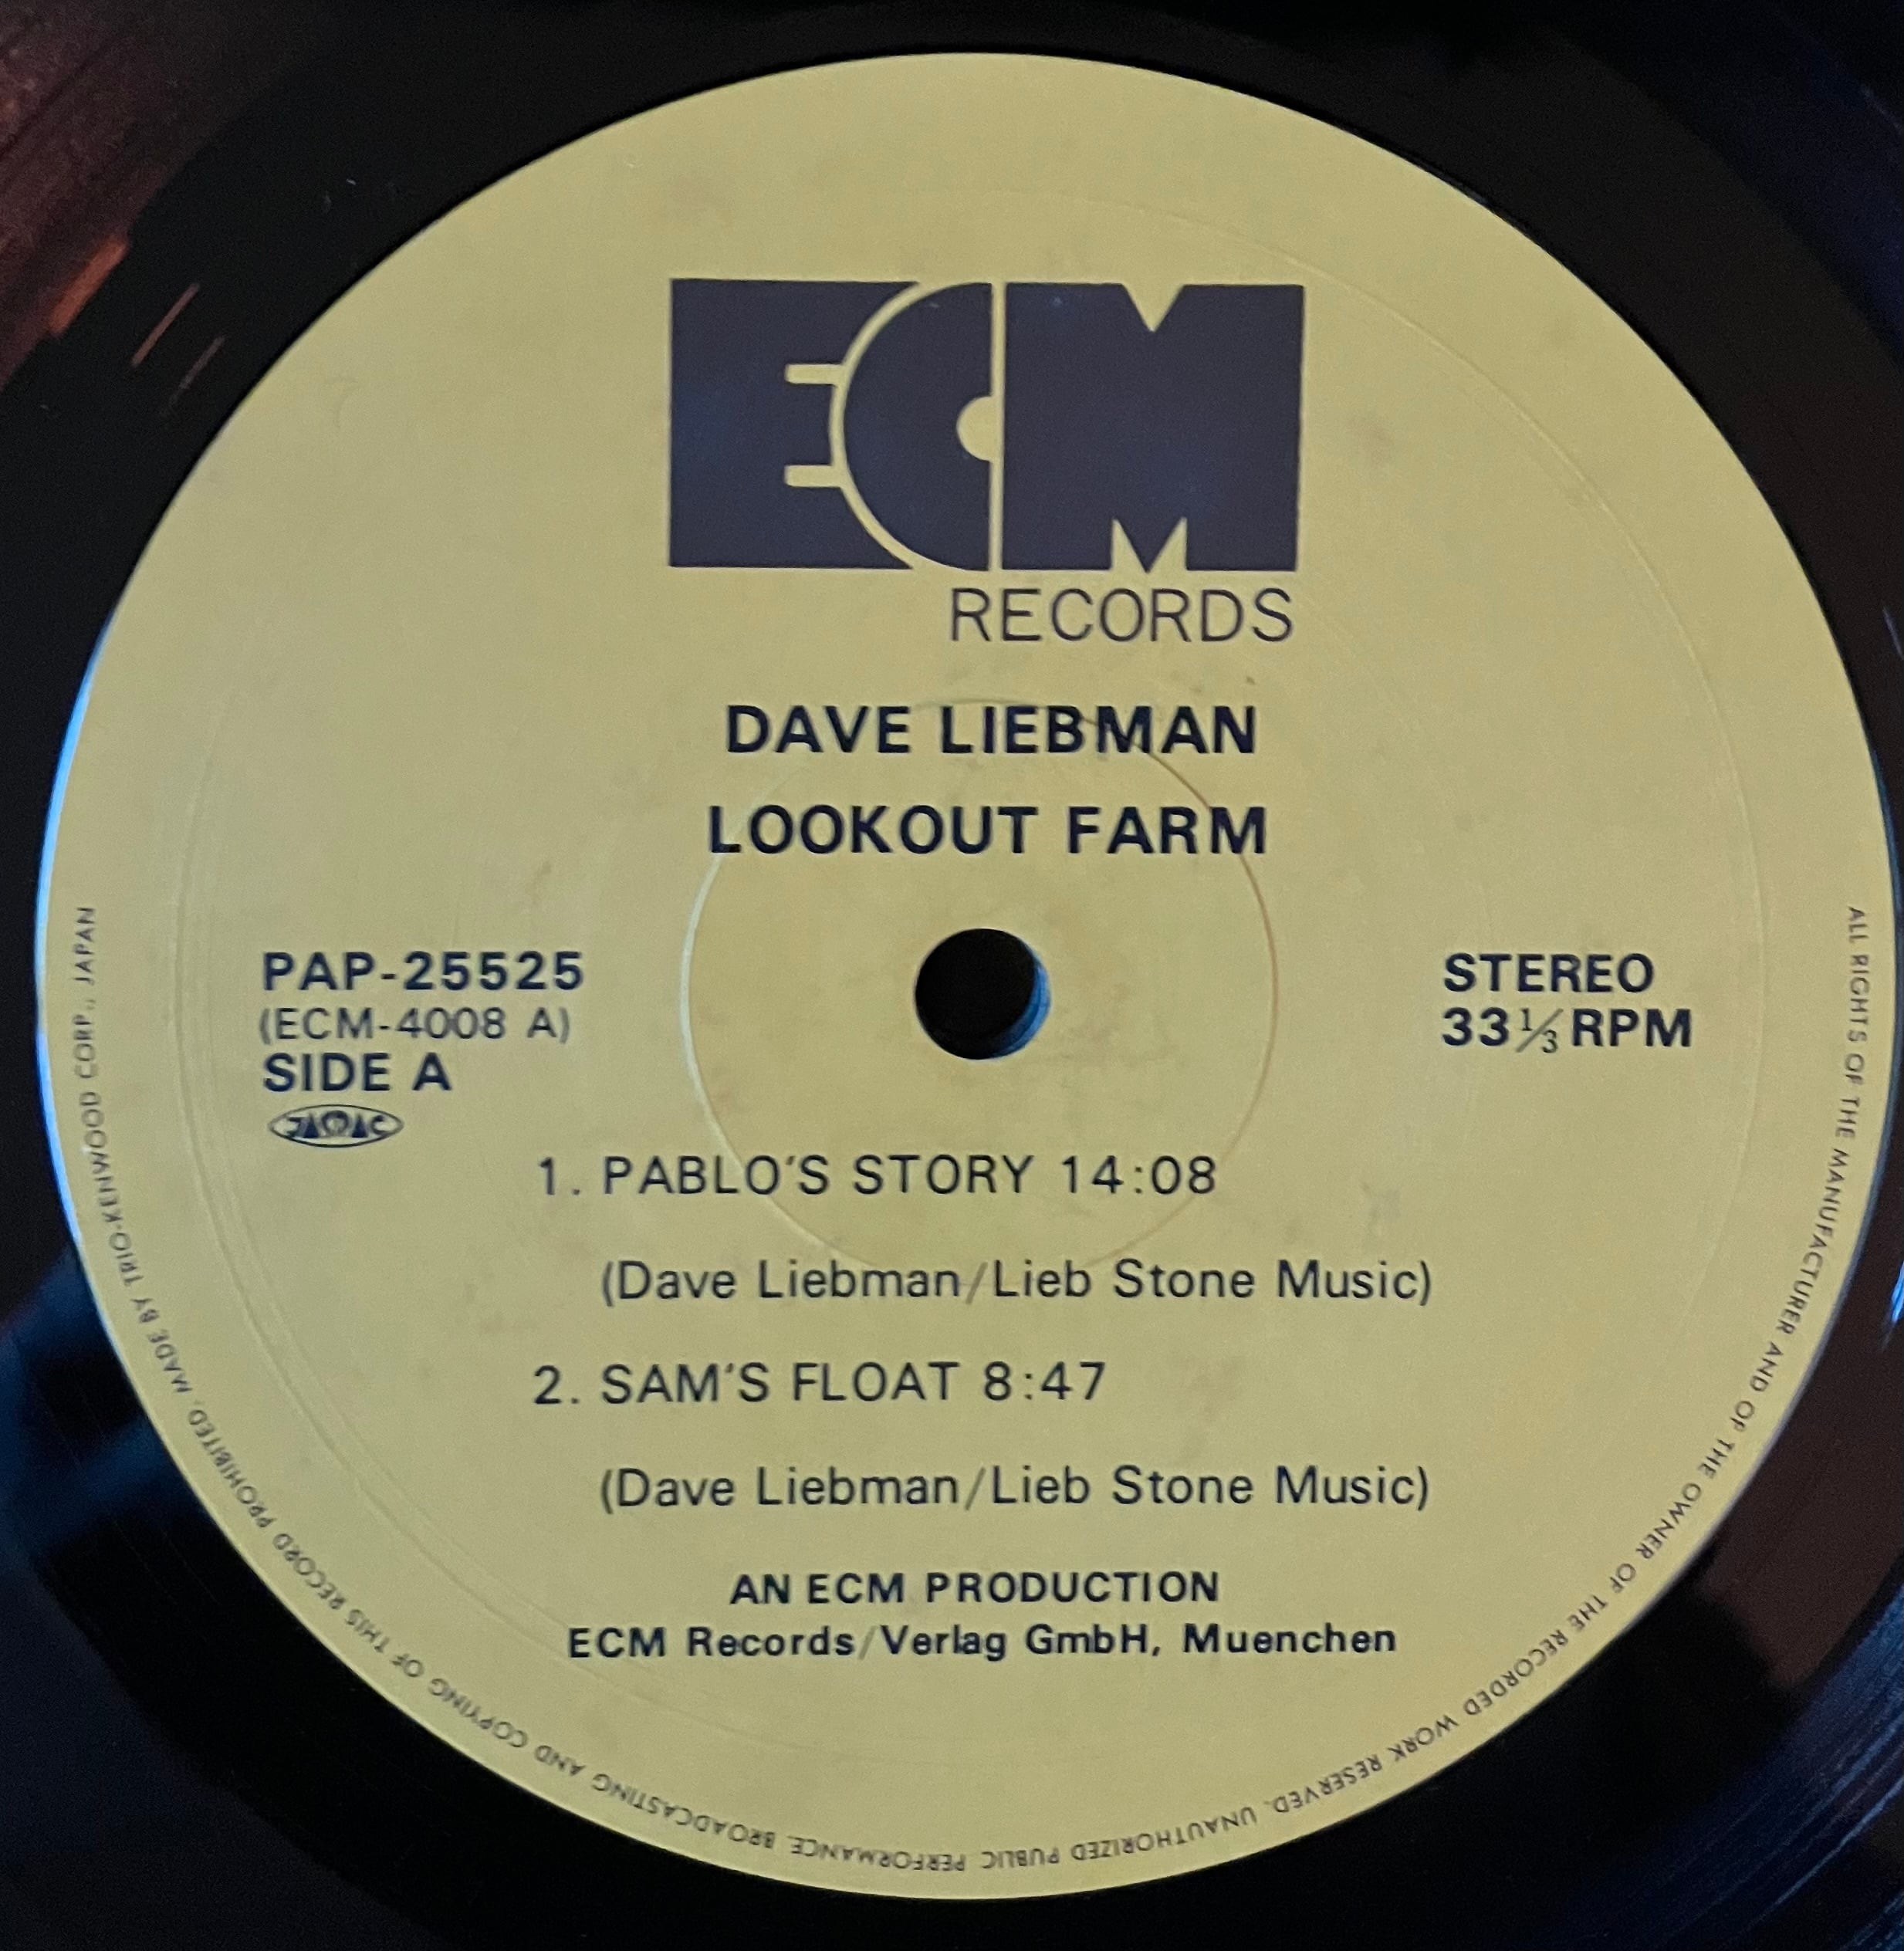 ECM
RECORDS
DAVE LIEBMAN
LOOKOUT FARM
PAP-25525
(ECM-4008 A)
SIDE A
JASRAC
STEREO
33 1/3 RPM
1. PABLO'S STORY 14:08
(Dave Liebman/Lieb Stone Music)
2. SAM'S FLOAT 8:47
(Dave Liebman/Lieb Stone Music)
AN ECM PRODUCTION
ECM Records/Verlag GmbH, Muenchen
ALL RIGHTS OF THE MANUFACTURER AND OF THE OWNER OF THE RECORDED WORK RESERVED. UNAUTHORIZED PUBLIC PERFORMANCE. BROADCASTING AND COPYING OF THIS RECORD PROHIBITED. MADE BY TRIO-KENWOOD CORP., JAPAN